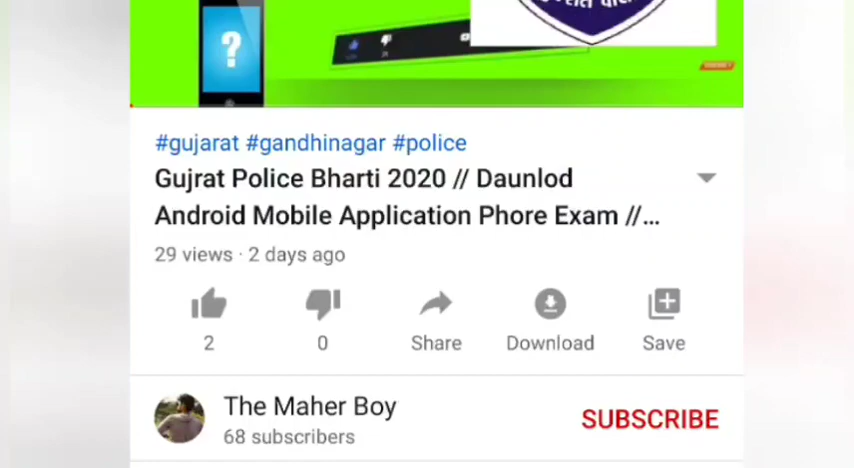 ?
#gujarat #gandhinagar #police
Gujrat Police Bharti 2020 // Daunlod
Android Mobile Application Phore Exam //...
29 views · 2 days ago
2
0
Share
Download
Save
The Maher Boy
68 subscribers
SUBSCRIBE